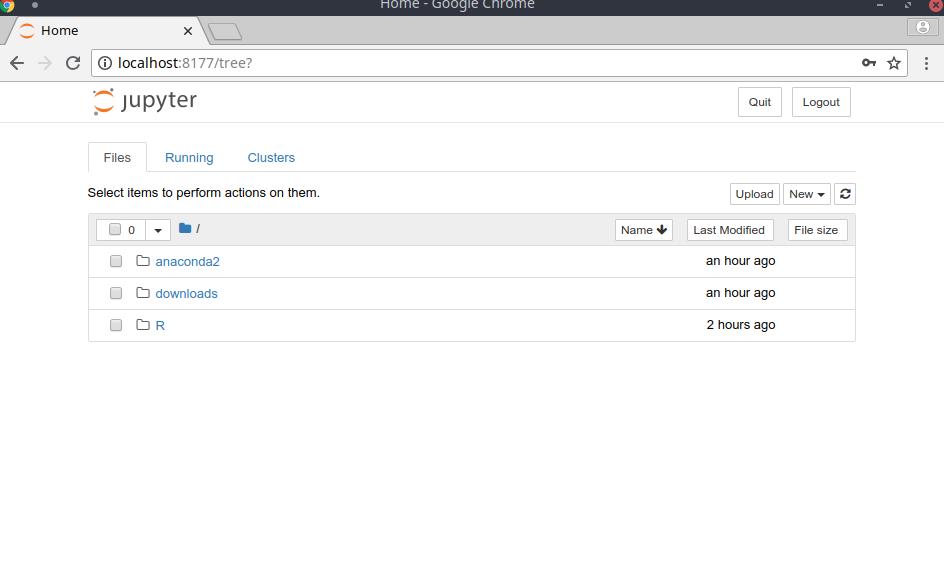 Home - Google Chrome
Home
localhost:8177/tree?
jupyter
Quit Logout
Files Running Clusters
Select items to perform actions on them.
Upload New
0 / Name Last Modified File size
anaconda2 an hour ago
downloads an hour ago
R 2 hours ago